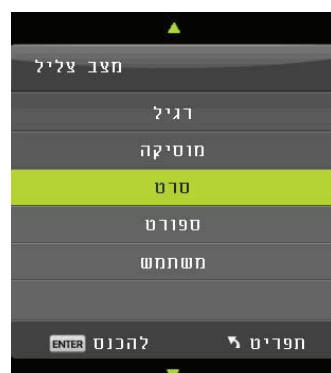 מצב צליל
רגיל
מוסיקה
סרט
ספורט
משתמש
תפריט להכנס ENTER